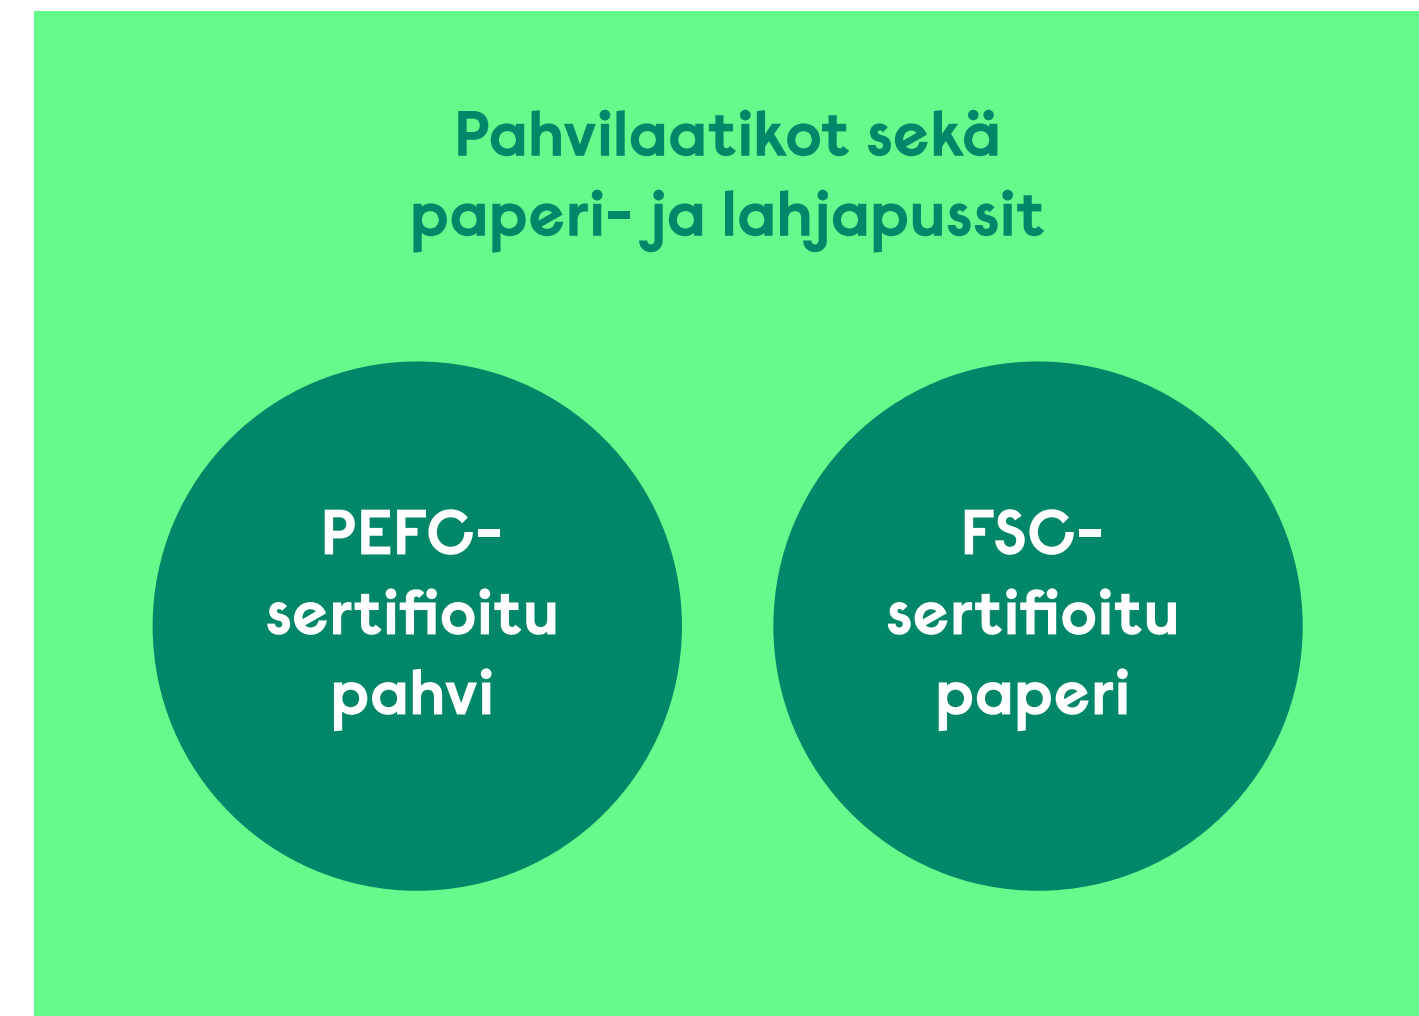 Pahvilaatikot sekä
paperi- ja lahjapussit
PEFC-
sertifioitu
pahvi
FSC-
sertifioitu
paperi